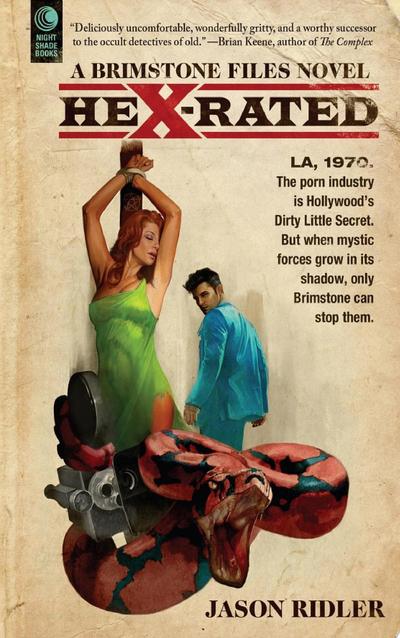 NIGHT
SHADE
BOOKS
"Deliciously uncomfortable, wonderfully gritty, and a worthy successor
to the occult detectives of old."—Brian Keene, author of The Complex
A BRIMSTONE FILES NOVEL
HEX-RATED
LA, 1970.
The porn industry
is Hollywood's
Dirty Little Secret.
But when mystic
forces grow in its
shadow, only
Brimstone can
stop them.
JASON RIDLER